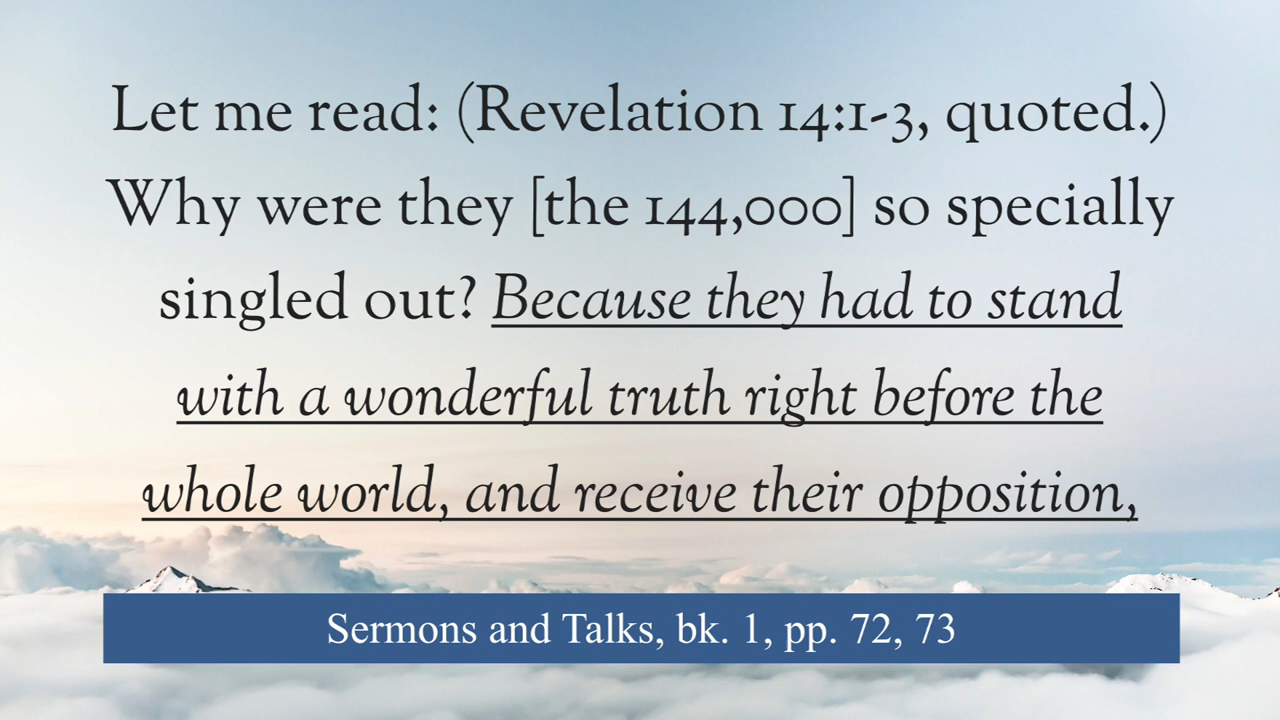 Let me read: (Revelation 14:1-3, quoted.)
Why were they [the 144,000] so specially
singled out? Because they had to stand
with a wonderful truth right before the
whole world, and receive their opposition,
Sermons and Talks, bk. 1, pp. 72, 73